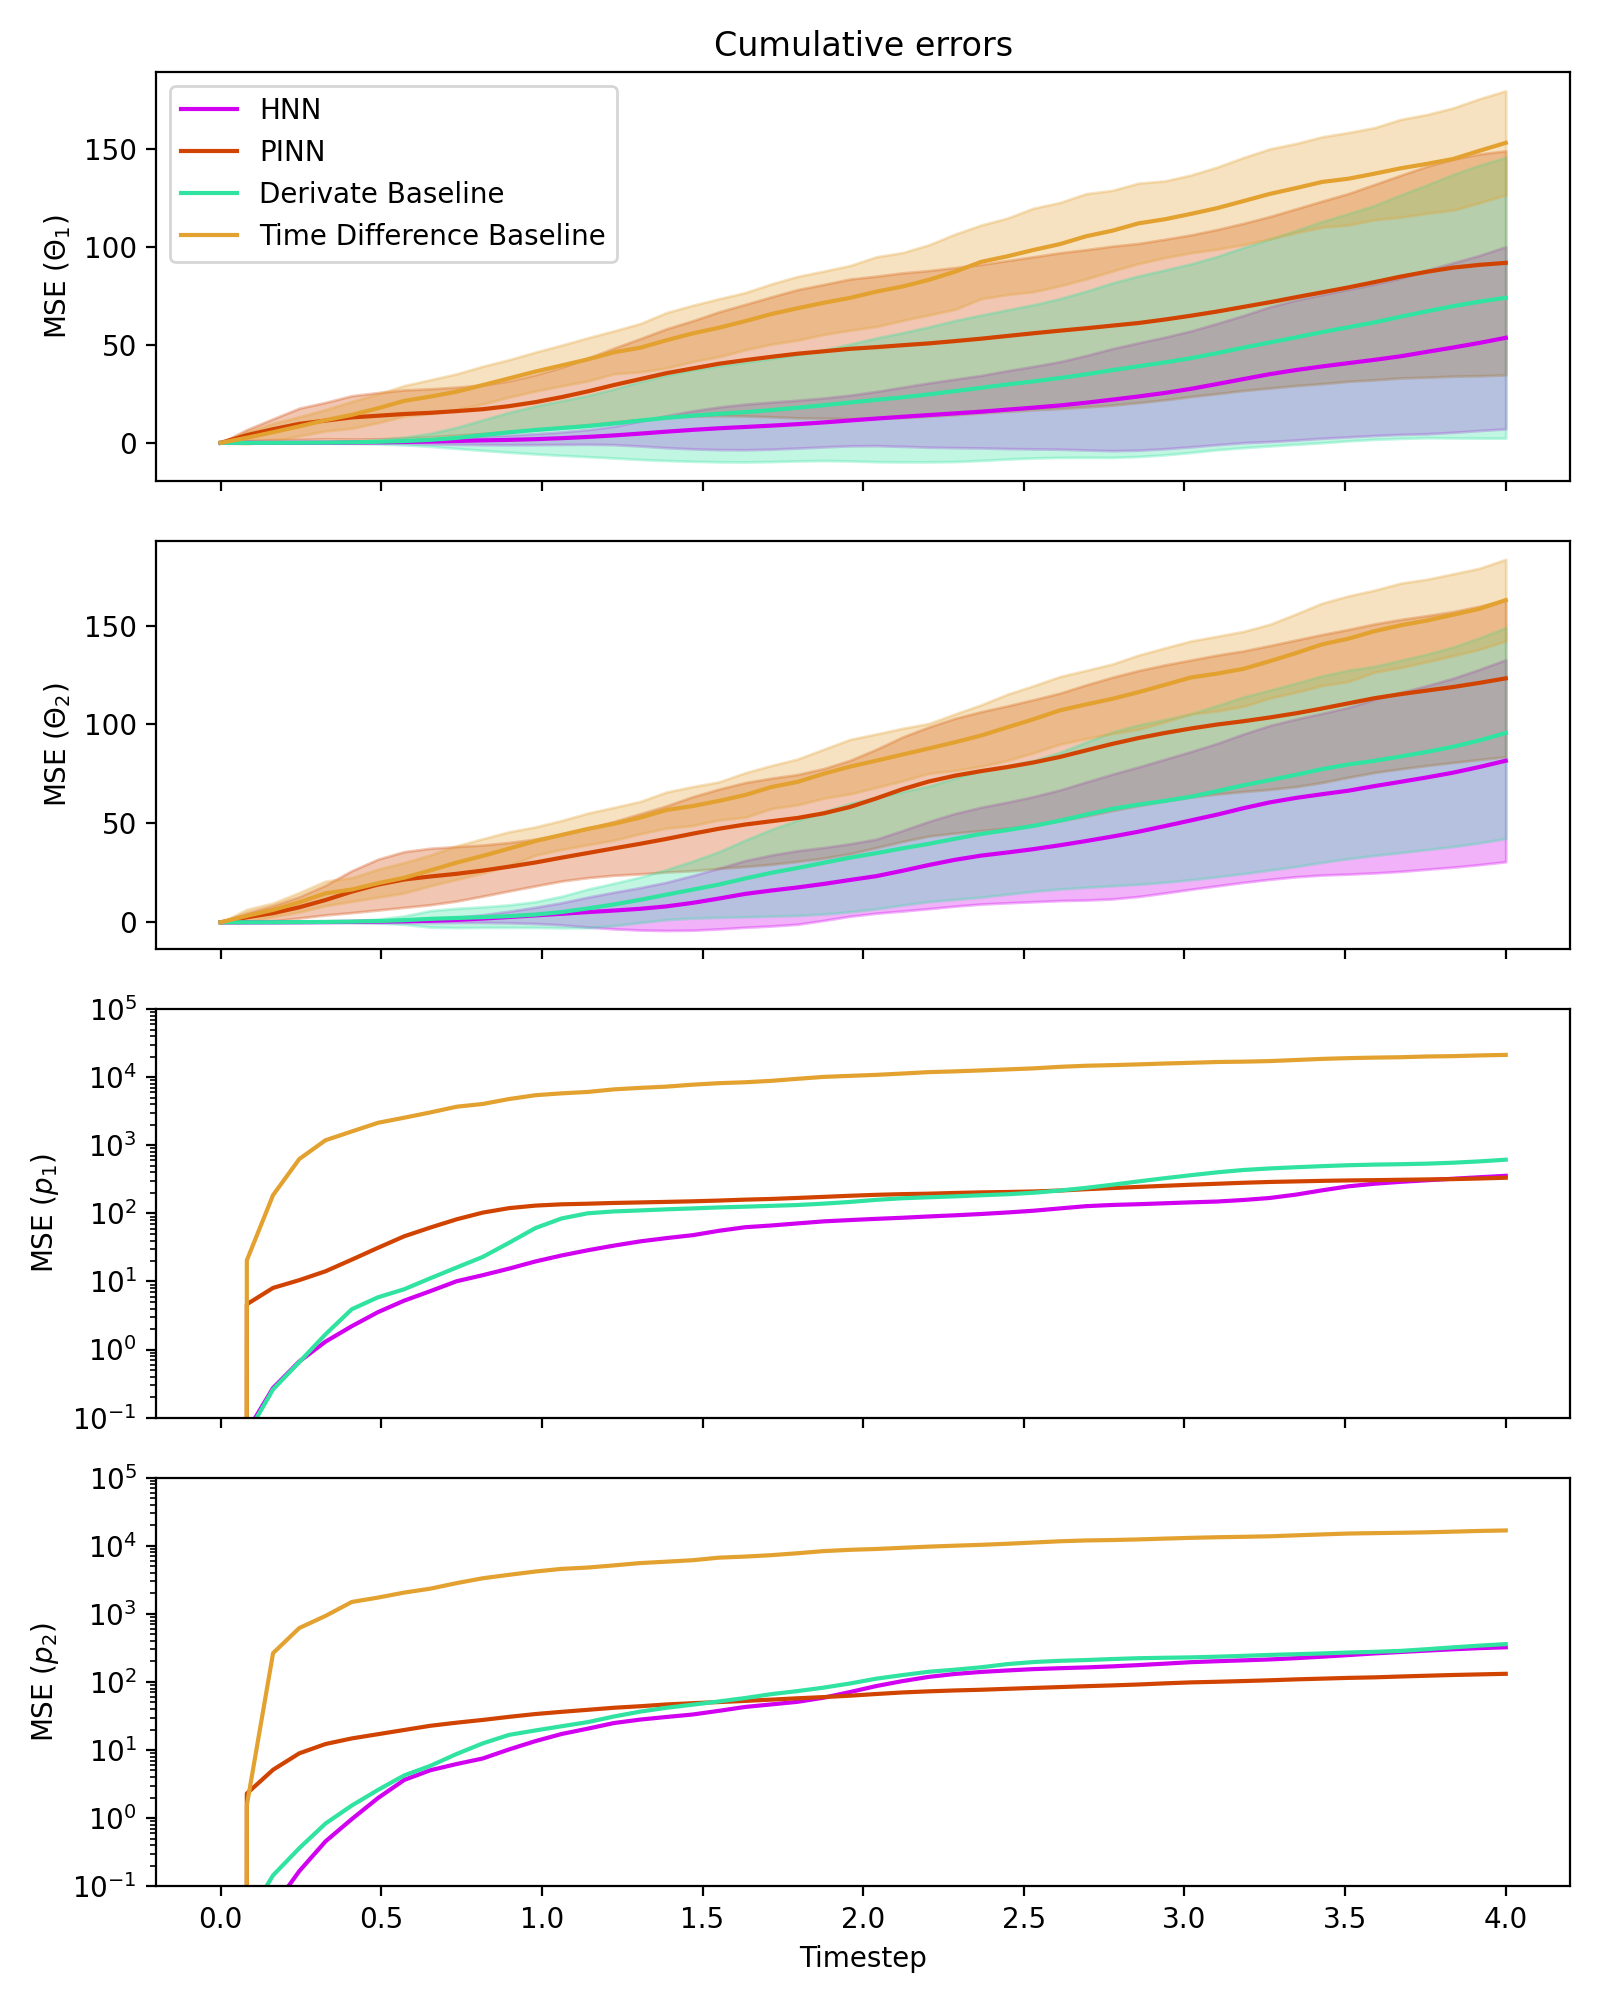 Cumulative errors
HNN
PINN
Derivate Baseline
Time Difference Baseline
MSE (Θ₁)
150
100
50
0
MSE (Θ₂)
150
100
50
0
MSE (p₁)
10⁵
10⁴
10³
10²
10¹
10⁰
10⁻¹
MSE (p₂)
10⁵
10⁴
10³
10²
10¹
10⁰
10⁻¹
0.0 0.5 1.0 1.5 2.0 2.5 3.0 3.5 4.0
Timestep